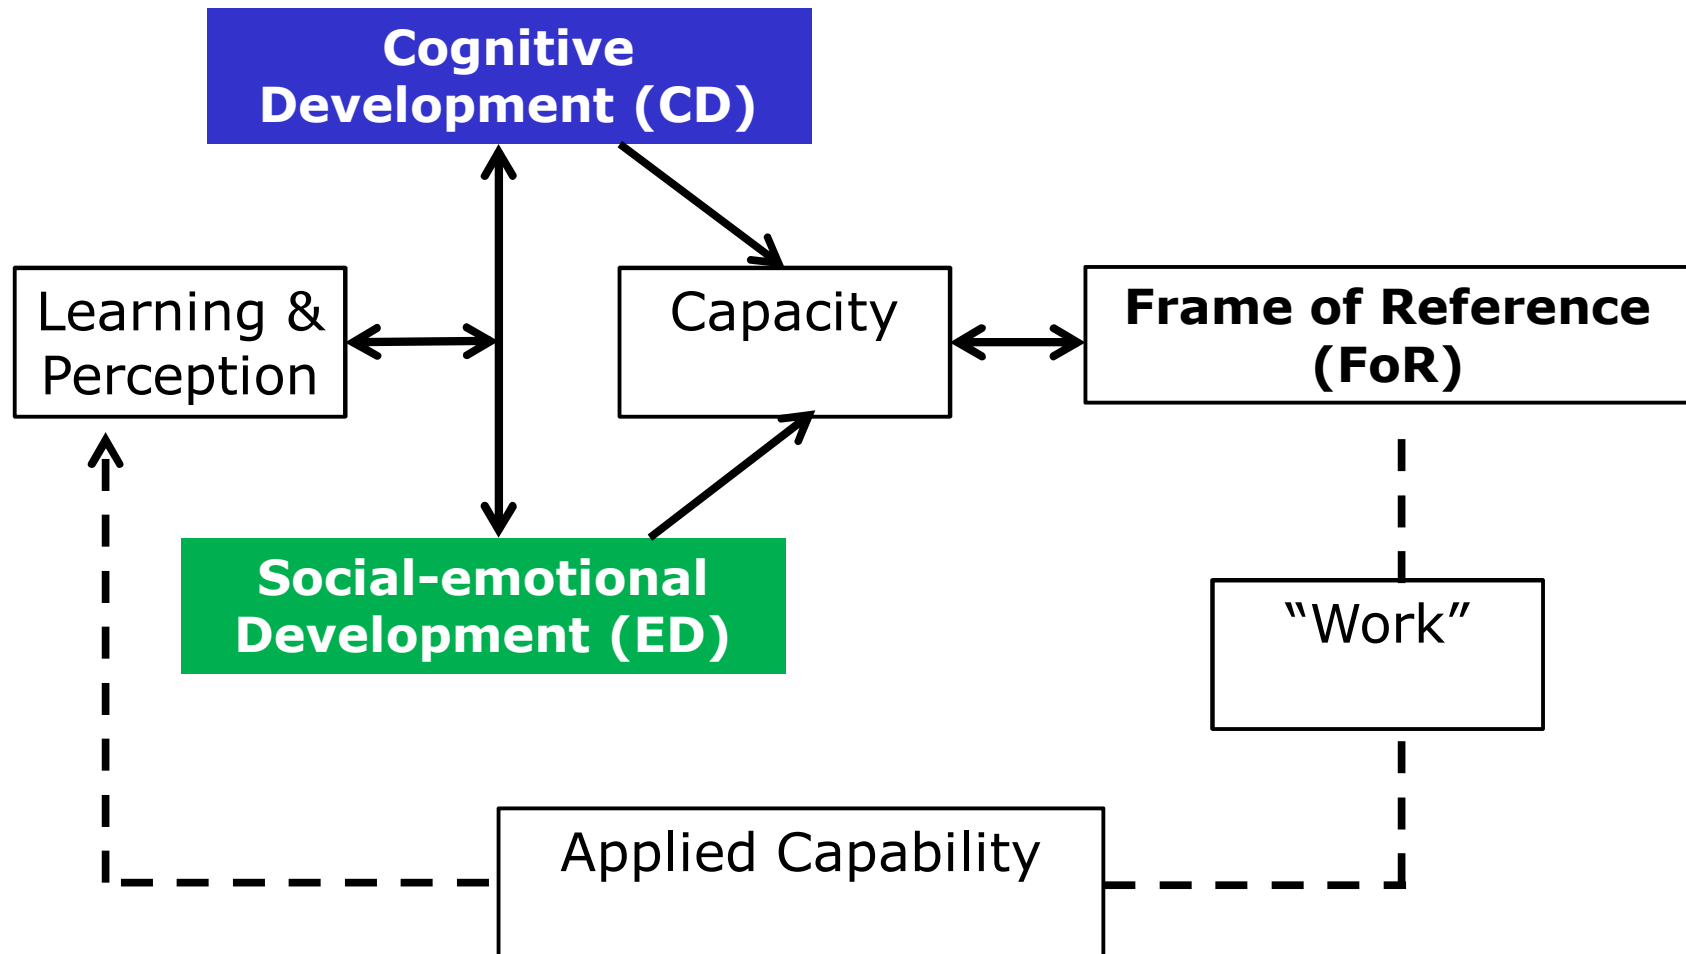 Cognitive
Development (CD)
Learning &
Perception
Capacity
Frame of Reference
(FoR)
Social-emotional
Development (ED)
“Work”
Applied Capability